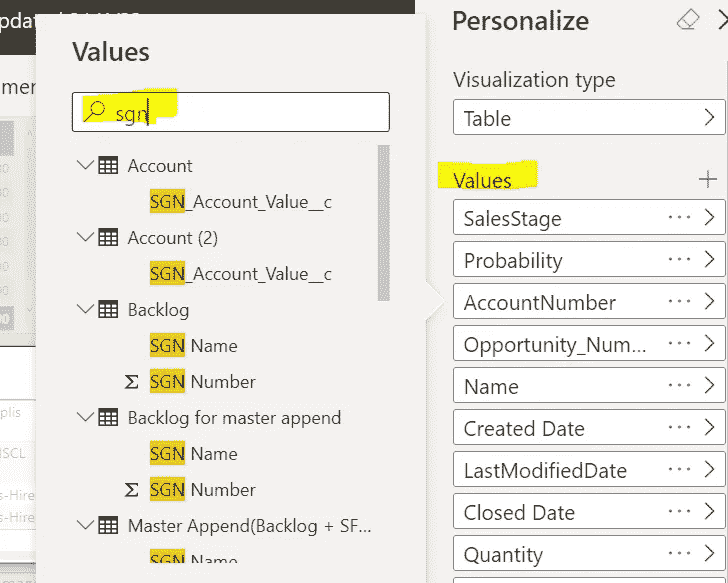 Values
sgn
Account
SGN_Account_Value__c
Account (2)
SGN_Account_Value__c
Backlog
SGN Name
Σ SGN Number
Backlog for master append
SGN Name
Σ SGN Number
Master Append(Backlog + SF...
SGN Name
Personalize
Visualization type
Table
Values
SalesStage
Probability
AccountNumber
Opportunity_Num...
Name
Created Date
LastModifiedDate
Closed Date
Quantity